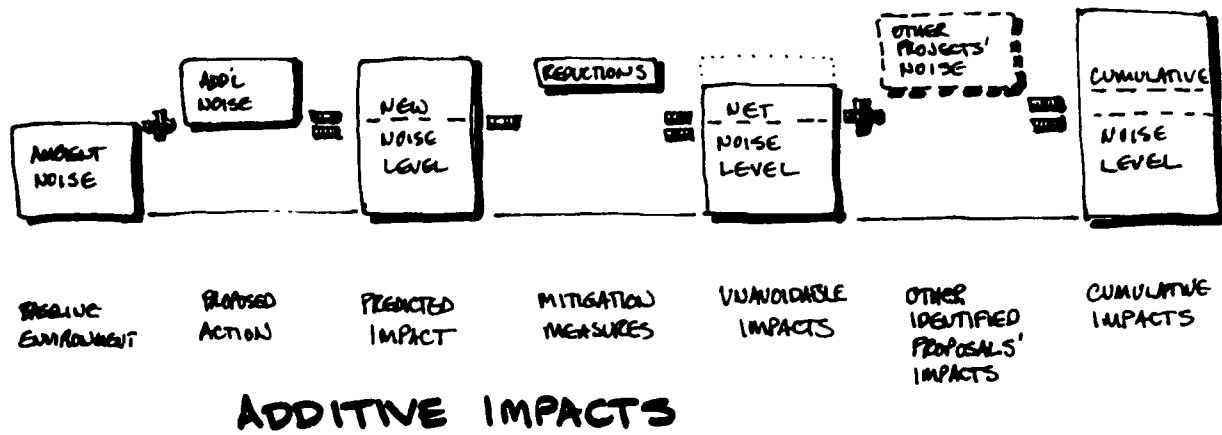 AMBIENT
NOISE
ADD'L
NOISE
NEW
NOISE
LEVEL
REDUCTIONS
NET
NOISE
LEVEL
OTHER
PROJECTS'
NOISE
CUMULATIVE
NOISE
LEVEL
BASELINE
ENVIRONMENT
PROPOSED
ACTION
PREDICTED
IMPACT
MITIGATION
MEASURES
UNAVOIDABLE
IMPACTS
OTHER
IDENTIFIED
PROPOSALS'
IMPACTS
CUMULATIVE
IMPACTS
ADDITIVE IMPACTS